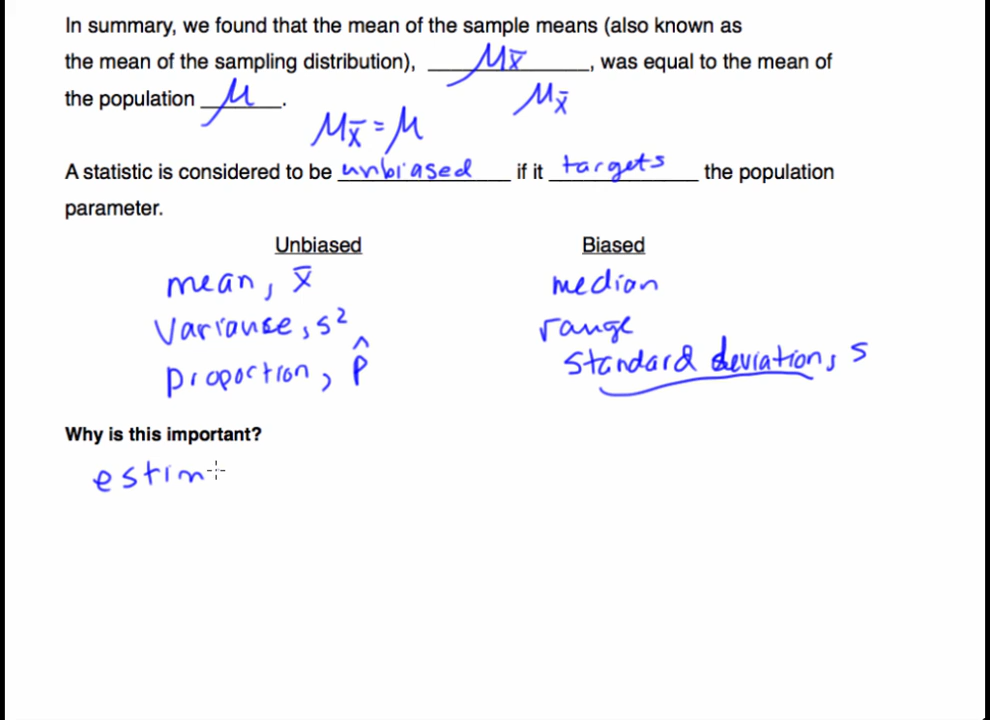 In summary, we found that the mean of the sample means (also known as
the mean of the sampling distribution), μx̄, was equal to the mean of
the population μ.
μx̄
μx̄ = μ
A statistic is considered to be unbiased if it targets the population
parameter.
Unbiased Biased
mean, x̄ median
Variance, s² range
proportion, p̂ standard deviation, s
Why is this important?
estim